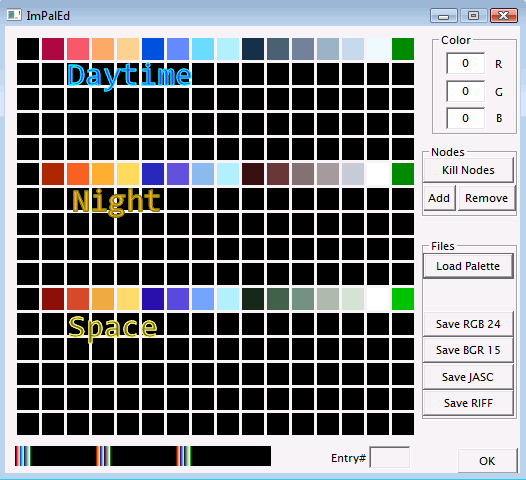 ImPalEd
Color
0 R
0 G
0 B
Daytime
Nodes
Kill Nodes
Add Remove
Night
Files
Load Palette
Space
Save RGB 24
Save BGR 15
Save JASC
Save RIFF
Entry#
OK